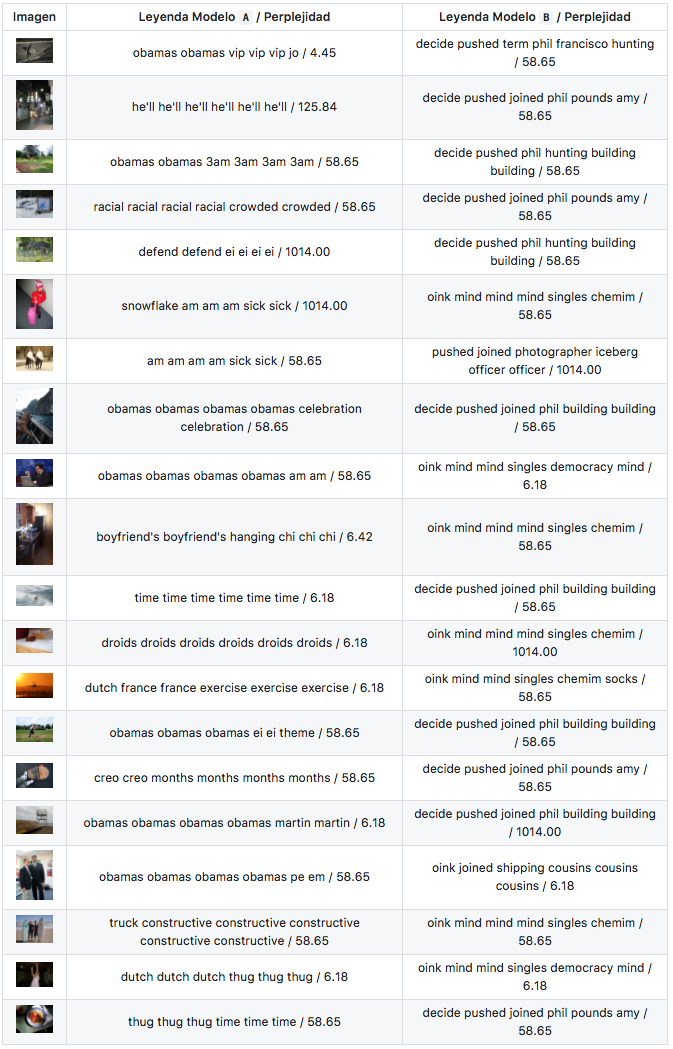 Imagen Leyenda Modelo A / Perplejidad Leyenda Modelo B / Perplejidad
obamas obamas vip vip vip jo / 4.45
decide pushed term phil francisco hunting
/ 58.65
he'll he'll he'll he'll he'll he'll / 125.84
decide pushed joined phil pounds amy /
58.65
obamas obamas 3am 3am 3am 3am / 58.65
decide pushed phil hunting building
building / 58.65
racial racial racial racial crowded crowded / 58.65
decide pushed joined phil pounds amy /
58.65
defend defend ei ei ei ei / 1014.00
decide pushed phil hunting building
building / 58.65
snowflake am am am sick sick / 1014.00
oink mind mind mind singles chemim /
58.65
am am am am sick sick / 58.65
pushed joined photographer iceberg
officer officer / 1014.00
obamas obamas obamas obamas celebration
celebration / 58.65
decide pushed joined phil building building
/ 58.65
obamas obamas obamas obamas am am / 58.65
oink mind mind singles democracy mind /
6.18
boyfriend's boyfriend's hanging chi chi chi / 6.42
oink mind mind mind singles chemim /
58.65
time time time time time time / 6.18
decide pushed joined phil building building
/ 58.65
droids droids droids droids droids droids / 6.18
oink mind mind mind singles chemim /
1014.00
dutch france france exercise exercise exercise / 6.18
oink mind mind singles chemim socks /
58.65
obamas obamas obamas ei ei theme / 58.65
decide pushed joined phil building building
/ 58.65
creo creo months months months months / 58.65
decide pushed joined phil pounds amy /
58.65
obamas obamas obamas obamas martin martin / 6.18
decide pushed joined phil building building
/ 1014.00
obamas obamas obamas obamas pe em / 58.65
oink joined shipping cousins cousins
cousins / 6.18
truck constructive constructive constructive
constructive constructive / 58.65
oink mind mind mind singles chemim /
58.65
dutch dutch dutch thug thug thug / 6.18
oink mind mind singles democracy mind /
6.18
thug thug thug time time time / 58.65
decide pushed joined phil pounds amy /
58.65